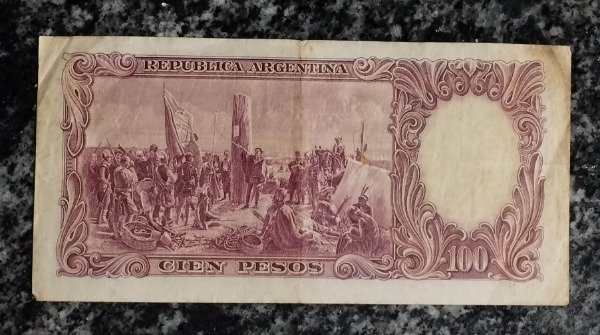 REPUBLICA ARGENTINA
CIEN PESOS
100